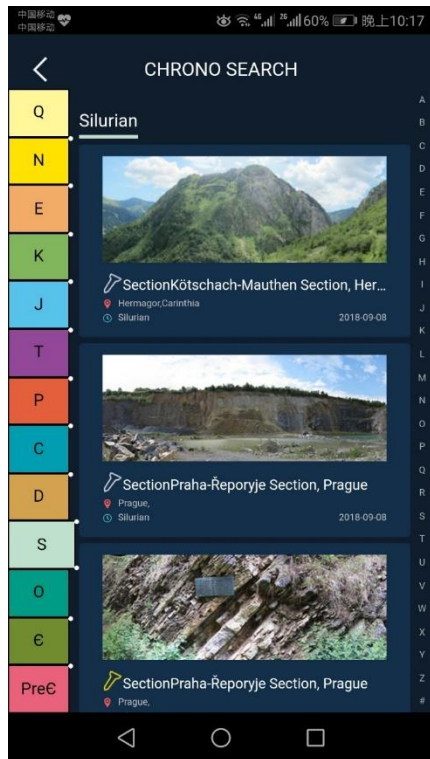 中国移动
中国移动
4G 2G 60% 晚上10:17
CHRONO SEARCH
Q
N
E
K
J
T
P
C
D
S
O
Є
PreЄ
Silurian
SectionKötschach-Mauthen Section, Her...
Hermagor,Carinthia
Silurian 2018-09-08
SectionPraha-Řeporyje Section, Prague
Prague,
Silurian 2018-09-08
SectionPraha-Řeporyje Section, Prague
Prague,
A
B
C
D
E
F
G
H
I
J
K
L
M
N
O
P
Q
R
S
T
U
V
W
X
Y
Z
#